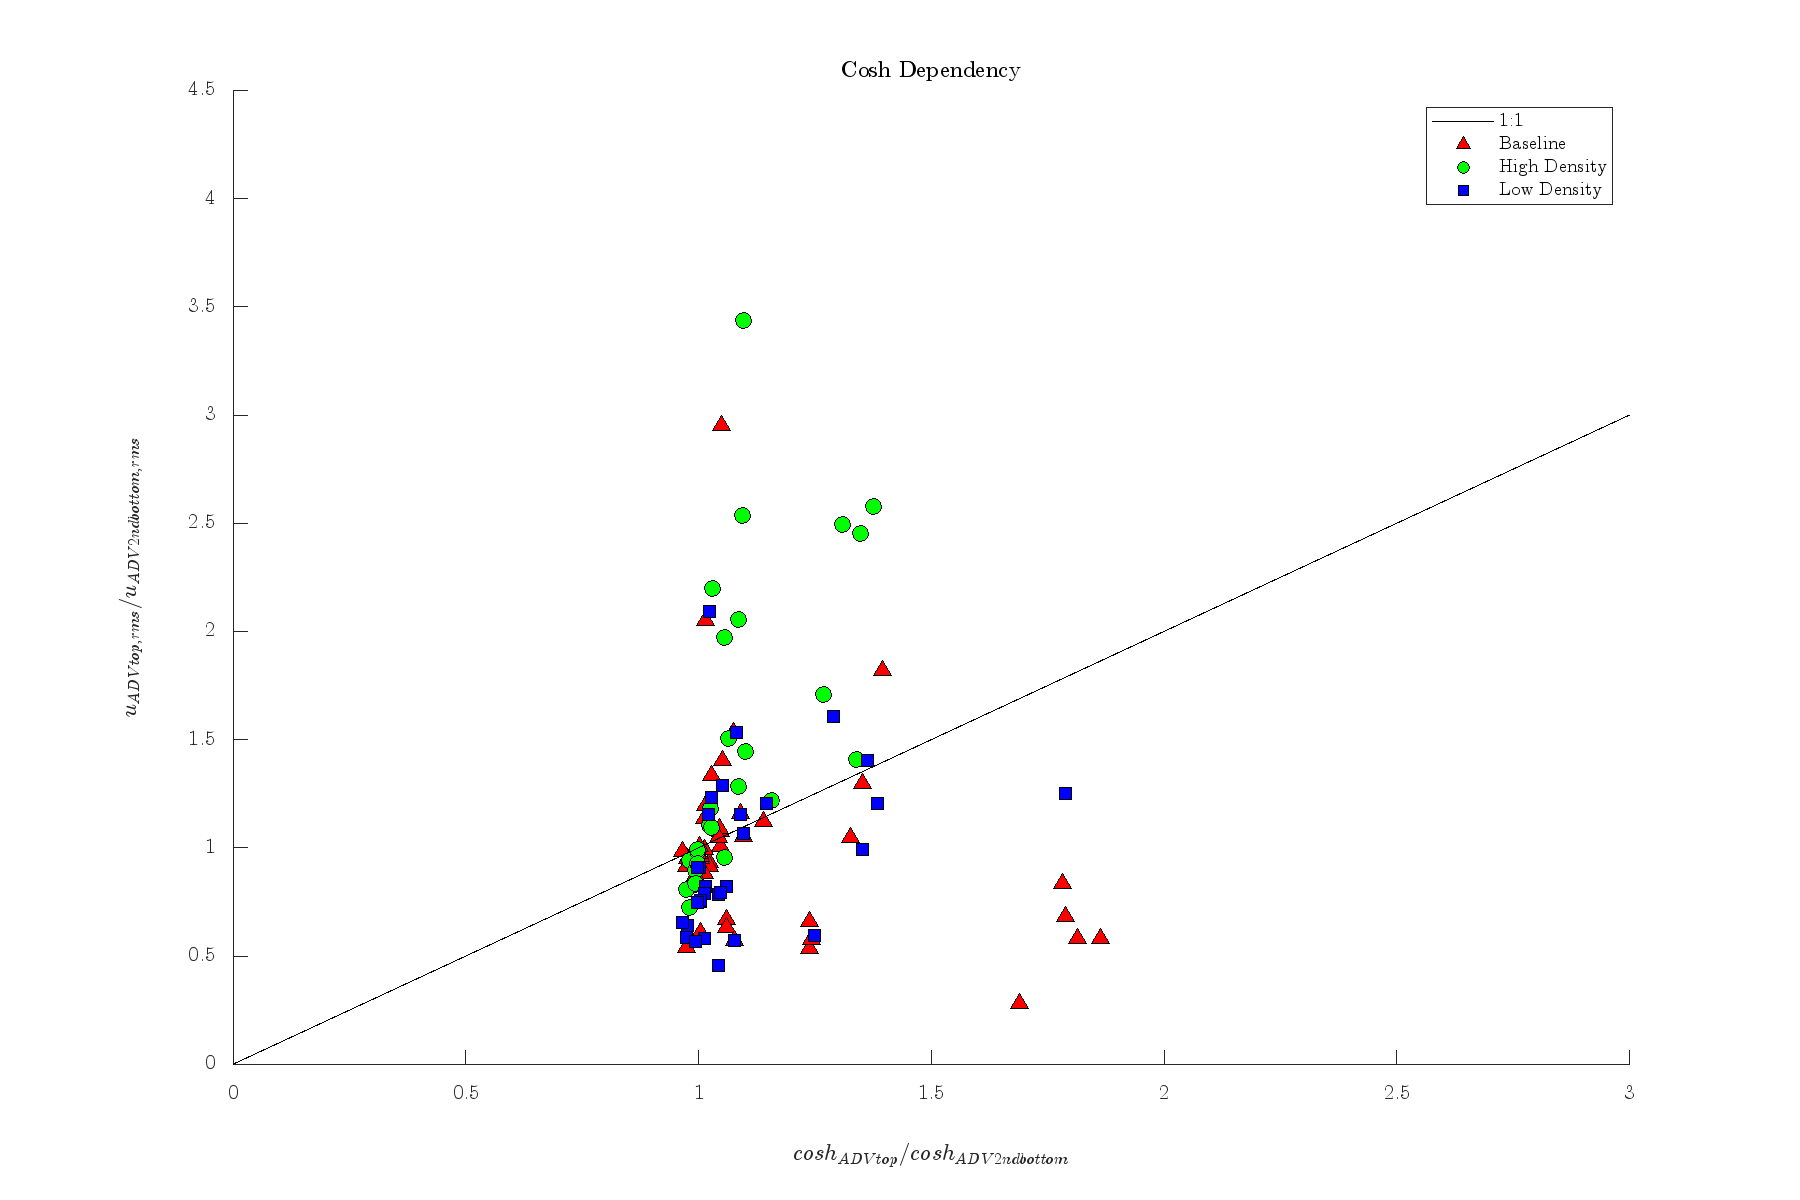 Cosh Dependency
4.5
4
3.5
3
2.5
2
1.5
1
0.5
0
0 0.5 1 1.5 2 2.5 3
u_{ADVtop,rms}/u_{ADV2ndbottom,rms}
cosh_{ADVtop}/cosh_{ADV2ndbottom}
1:1
Baseline
High Density
Low Density